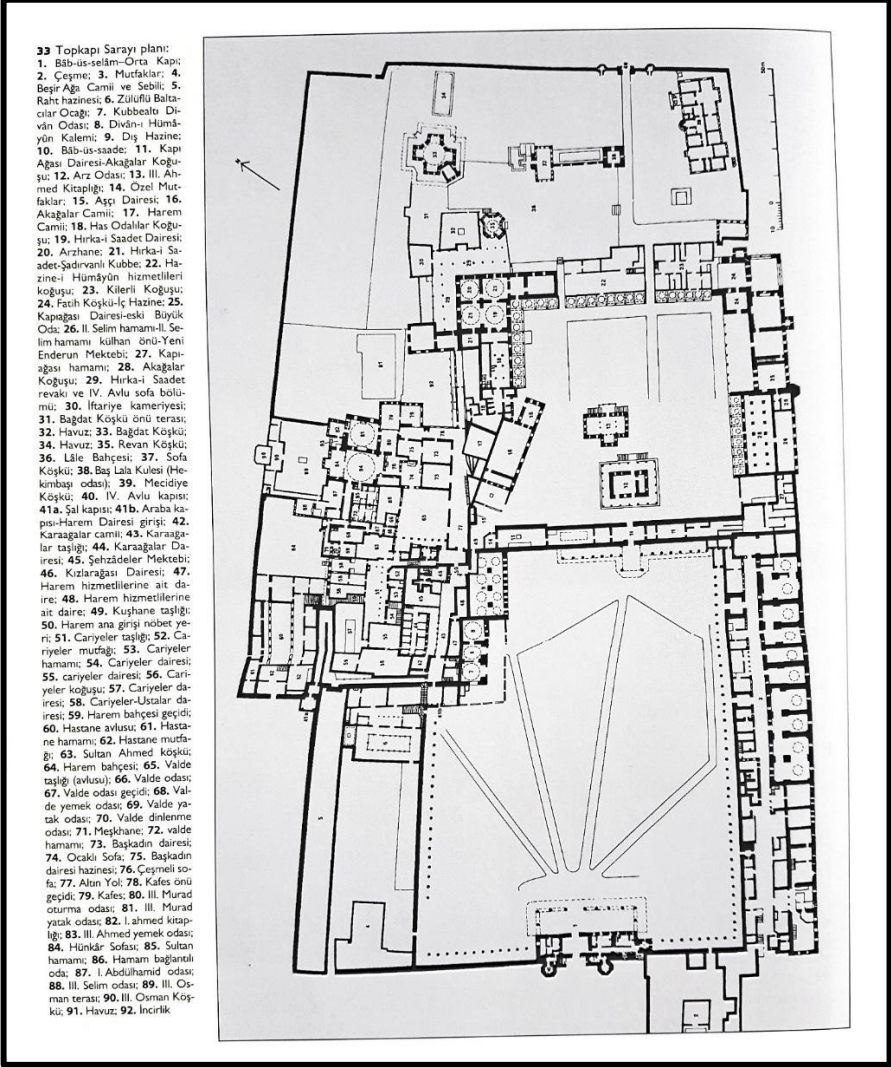 33 Topkapı Sarayı planı:
1. Bâb-üs-selâm–Orta Kapı;
2. Çeşme; 3. Mutfaklar; 4.
Beşir Ağa Camii ve Sebili; 5.
Raht hazinesi; 6. Zülüflü Balta-
cılar Ocağı; 7. Kubbealtı Di-
vân Odası; 8. Divân-ı Hümâ-
yûn Kalemi; 9. Dış Hazine;
10. Bâb-üs-saade; 11. Kapı
Ağası Dairesi-Akağalar Koğu-
şu; 12. Arz Odası; 13. III. Ah-
med Kitaplığı; 14. Özel Mut-
faklar; 15. Aşçı Dairesi; 16.
Akağalar Camii; 17. Harem
Camii; 18. Has Odalılar Koğu-
şu; 19. Hırka-i Saadet Dairesi;
20. Arzhane; 21. Hırka-i Sa-
adet-Şadırvanlı Kubbe; 22. Ha-
zine-i Hümâyûn hizmetlileri
koğuşu; 23. Kilerli Koğuşu;
24. Fatih Köşkü-İç Hazine; 25.
Kapıağası Dairesi-eski Büyük
Oda; 26. II. Selim hamamı-II. Se-
lim hamamı külhan önü-Yeni
Enderun Mektebi; 27. Kapı-
ağası hamamı; 28. Akağalar
Koğuşu; 29. Hırka-i Saadet
revakı ve IV. Avlu sofa bölü-
mü; 30. İftariye kameriyesi;
31. Bağdat Köşkü önü terası;
32. Havuz; 33. Bağdat Köşkü;
34. Havuz; 35. Revan Köşkü;
36. Lâle Bahçesi; 37. Sofa
Köşkü; 38. Baş Lala Kulesi (He-
kimbaşı odası); 39. Mecidiye
Köşkü; 40. IV. Avlu kapısı;
41a. Şal kapısı; 41b. Araba ka-
pısı-Harem Dairesi girişi; 42.
Karaağalar camii; 43. Karaağa-
lar taşlığı; 44. Karaağalar Da-
iresi; 45. Şehzâdeler Mektebi;
46. Kızlarağası Dairesi; 47.
Harem hizmetlilerine ait da-
ire; 48. Harem hizmetlilerine
ait daire; 49. Kuşhane taşlığı;
50. Harem ana girişi nöbet ye-
ri; 51. Cariyeler taşlığı; 52. Ca-
riyeler mutfağı; 53. Cariyeler
hamamı; 54. Cariyeler dairesi;
55. cariyeler dairesi; 56. Cari-
yeler koğuşu; 57. Cariyeler da-
iresi; 58. Cariyeler-Ustalar da-
iresi; 59. Harem bahçesi geçidi;
60. Hastane avlusu; 61. Hasta-
ne hamamı; 62. Hastane mutfa-
ğı; 63. Sultan Ahmed köşkü;
64. Harem bahçesi; 65. Valde
taşlığı (avlusu); 66. Valde odası;
67. Valde odası geçidi; 68. Val-
de yemek odası; 69. Valde ya-
tak odası; 70. Valde dinlenme
odası; 71. Meşkhane; 72. valde
hamamı; 73. Başkadın dairesi;
74. Ocaklı Sofa; 75. Başkadın
dairesi hazinesi; 76. Çeşmeli so-
fa; 77. Altın Yol; 78. Kafes önü
geçidi; 79. Kafes; 80. III. Murad
oturma odası; 81. III. Murad
yatak odası; 82. I. ahmed kitap-
lığı; 83. III. Ahmed yemek odası;
84. Hünkâr Sofası; 85. Sultan
hamamı; 86. Hamam bağlantılı
oda; 87. I. Abdülhamid odası;
88. III. Selim odası; 89. III. Os-
man terası; 90. III. Osman Köş-
kü; 91. Havuz; 92. İncirlik